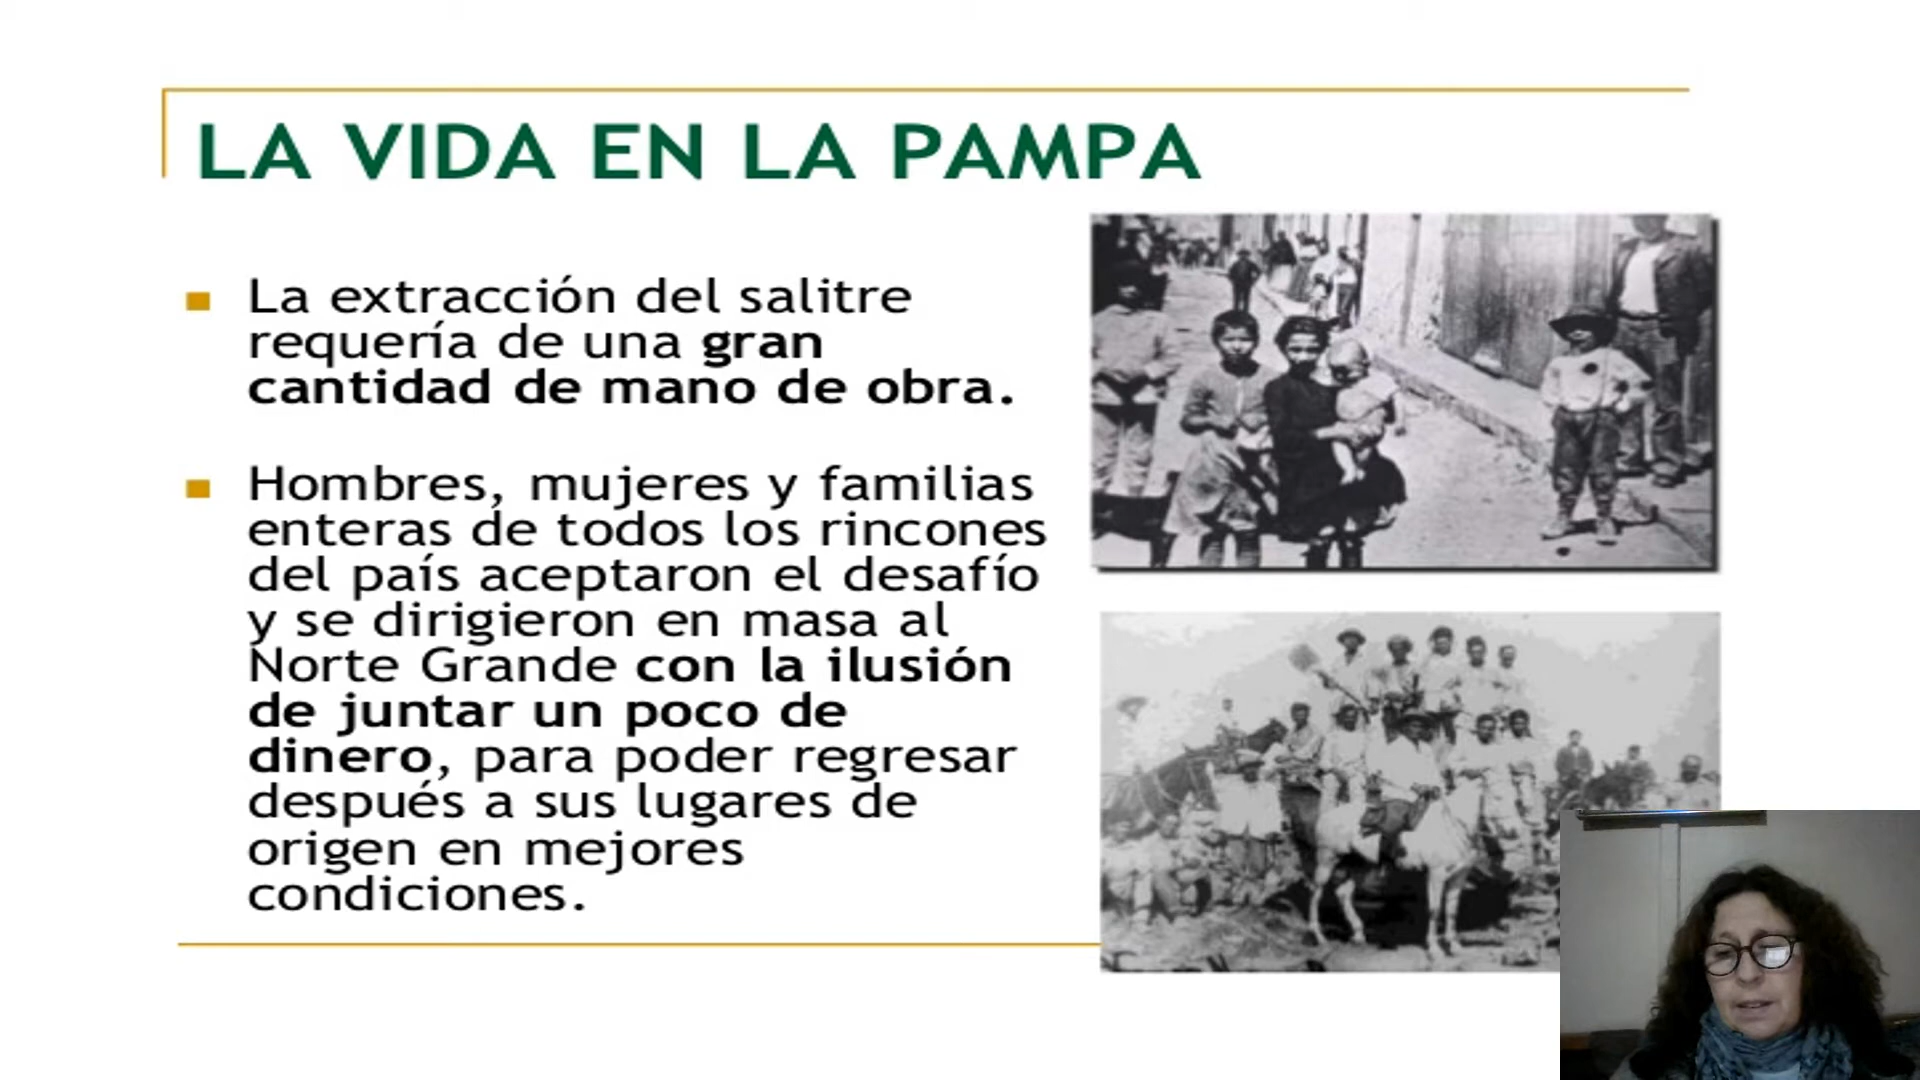 LA VIDA EN LA PAMPA
La extracción del salitre
requería de una gran
cantidad de mano de obra.
Hombres, mujeres y familias
enteras de todos los rincones
del país aceptaron el desafío
y se dirigieron en masa al
Norte Grande con la ilusión
de juntar un poco de
dinero, para poder regresar
después a sus lugares de
origen en mejores
condiciones.